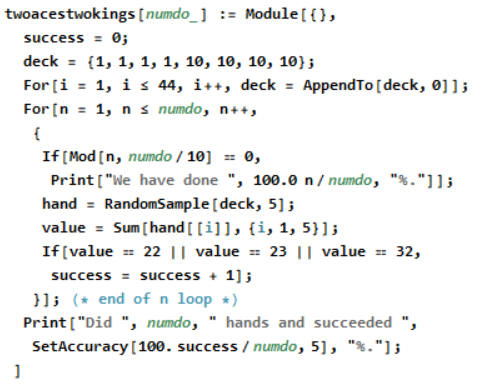 twoacestwokings[numdo_] := Module[{},
success = 0;
deck = {1, 1, 1, 1, 10, 10, 10, 10};
For[i = 1, i ≤ 44, i++, deck = AppendTo[deck, 0]];
For[n = 1, n ≤ numdo, n++,
{
If[Mod[n, numdo / 10] == 0,
Print["We have done ", 100.0 n / numdo, "%."]];
hand = RandomSample[deck, 5];
value = Sum[hand[[i]], {i, 1, 5}];
If[value == 22 || value == 23 || value == 32,
success = success + 1];
}]; (* end of n loop *)
Print["Did ", numdo, " hands and succeeded ",
SetAccuracy[100. success / numdo, 5], "%."];
]